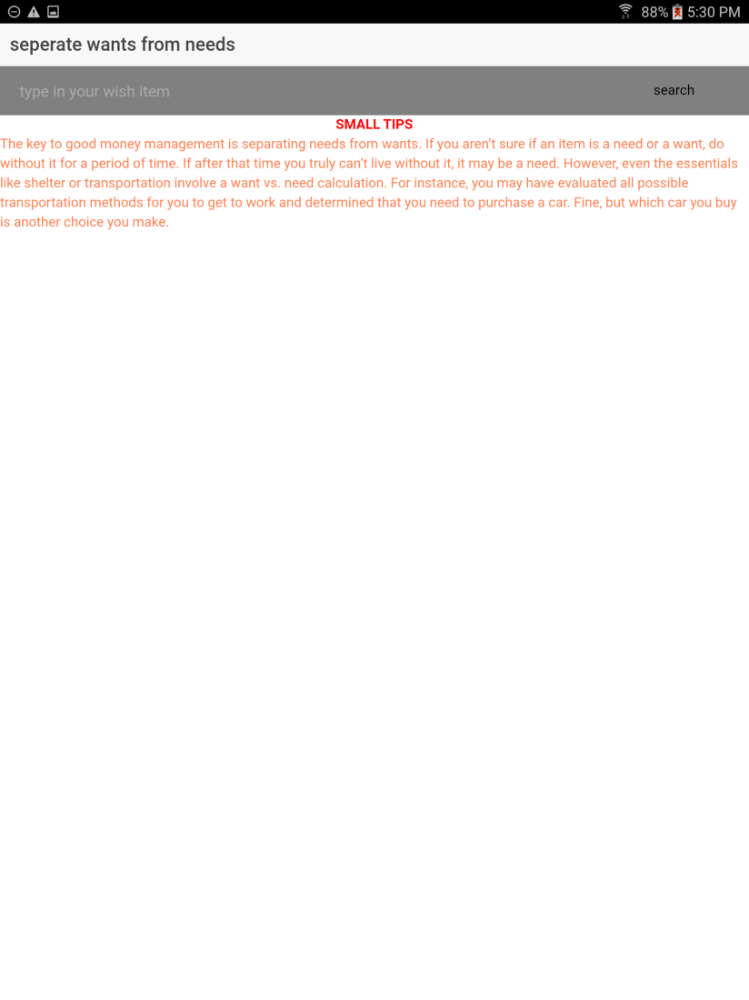 88% 5:30 PM
seperate wants from needs
type in your wish item search
SMALL TIPS
The key to good money management is separating needs from wants. If you aren’t sure if an item is a need or a want, do
without it for a period of time. If after that time you truly can’t live without it, it may be a need. However, even the essentials
like shelter or transportation involve a want vs. need calculation. For instance, you may have evaluated all possible
transportation methods for you to get to work and determined that you need to purchase a car. Fine, but which car you buy
is another choice you make.